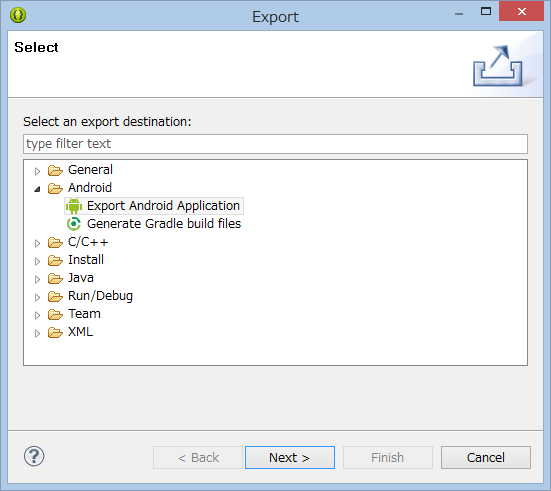 Export
Select
Select an export destination:
type filter text
General
Android
Export Android Application
Generate Gradle build files
C/C++
Install
Java
Run/Debug
Team
XML
< Back
Next >
Finish
Cancel